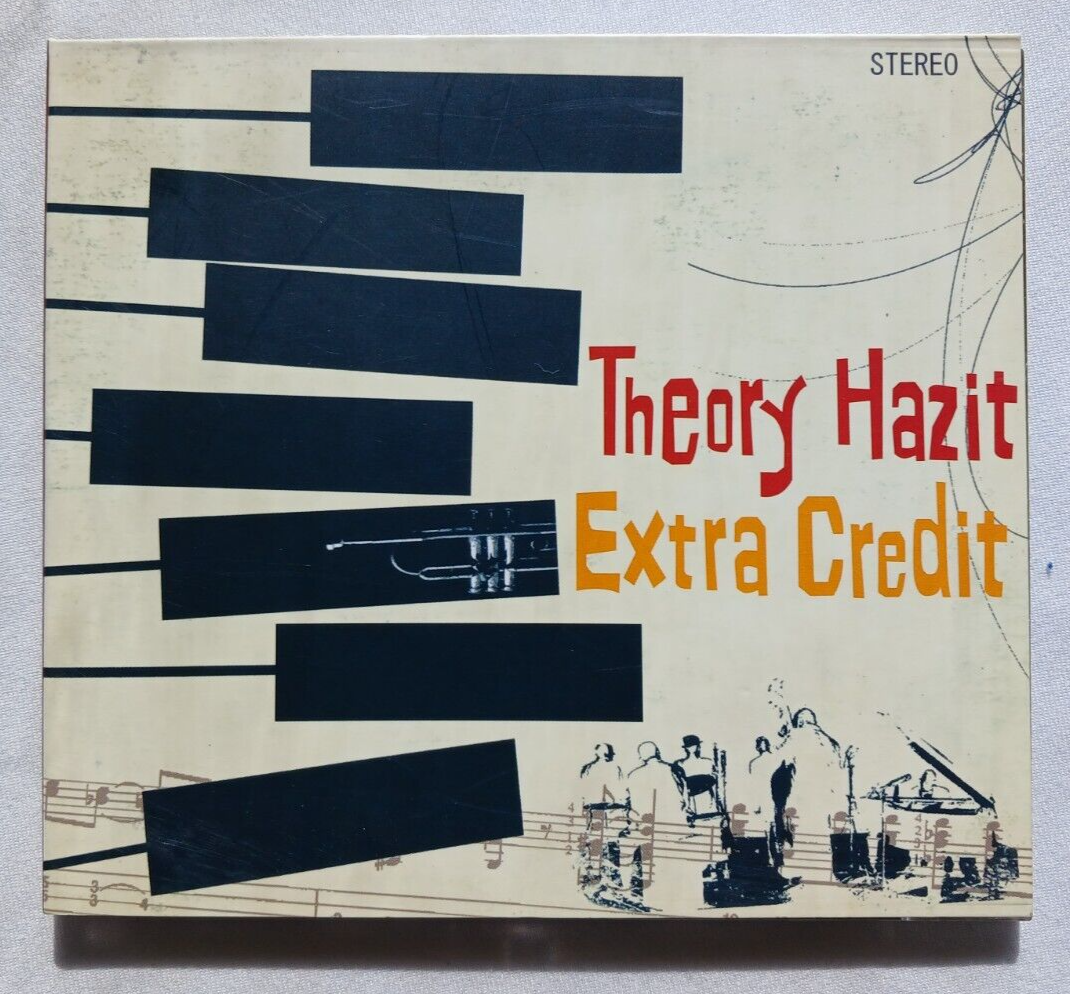 STEREO
Theory Hazit
Extra Credit